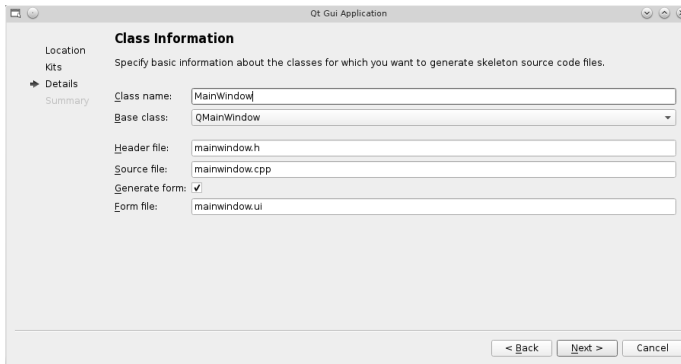 Qt Gui Application
Location
Kits
Details
Summary
Class Information
Specify basic information about the classes for which you want to generate skeleton source code files.
Class name: MainWindow
Base class: QMainWindow
Header file: mainwindow.h
Source file: mainwindow.cpp
Generate form:
Form file: mainwindow.ui
< Back Next > Cancel